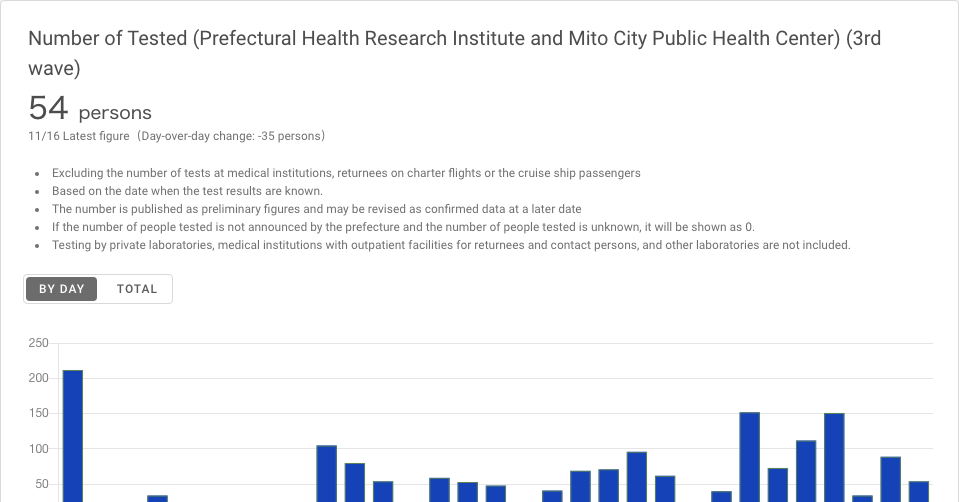 Number of Tested (Prefectural Health Research Institute and Mito City Public Health Center) (3rd
wave)
54 persons
11/16 Latest figure（Day-over-day change: -35 persons）
• Excluding the number of tests at medical institutions, returnees on charter flights or the cruise ship passengers
• Based on the date when the test results are known.
• The number is published as preliminary figures and may be revised as confirmed data at a later date
• If the number of people tested is not announced by the prefecture and the number of people tested is unknown, it will be shown as 0.
• Testing by private laboratories, medical institutions with outpatient facilities for returnees and contact persons, and other laboratories are not included.
BY DAY TOTAL
250
200
150
100
50